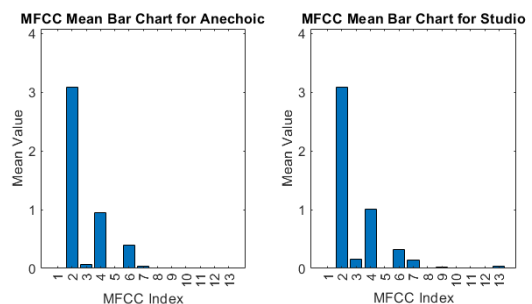 MFCC Mean Bar Chart for Anechoic
4
3
2
1
0
Mean Value
1 2 3 4 5 6 7 8 9 10 11 12 13
MFCC Index
MFCC Mean Bar Chart for Studio
4
3
2
1
0
Mean Value
1 2 3 4 5 6 7 8 9 10 11 12 13
MFCC Index